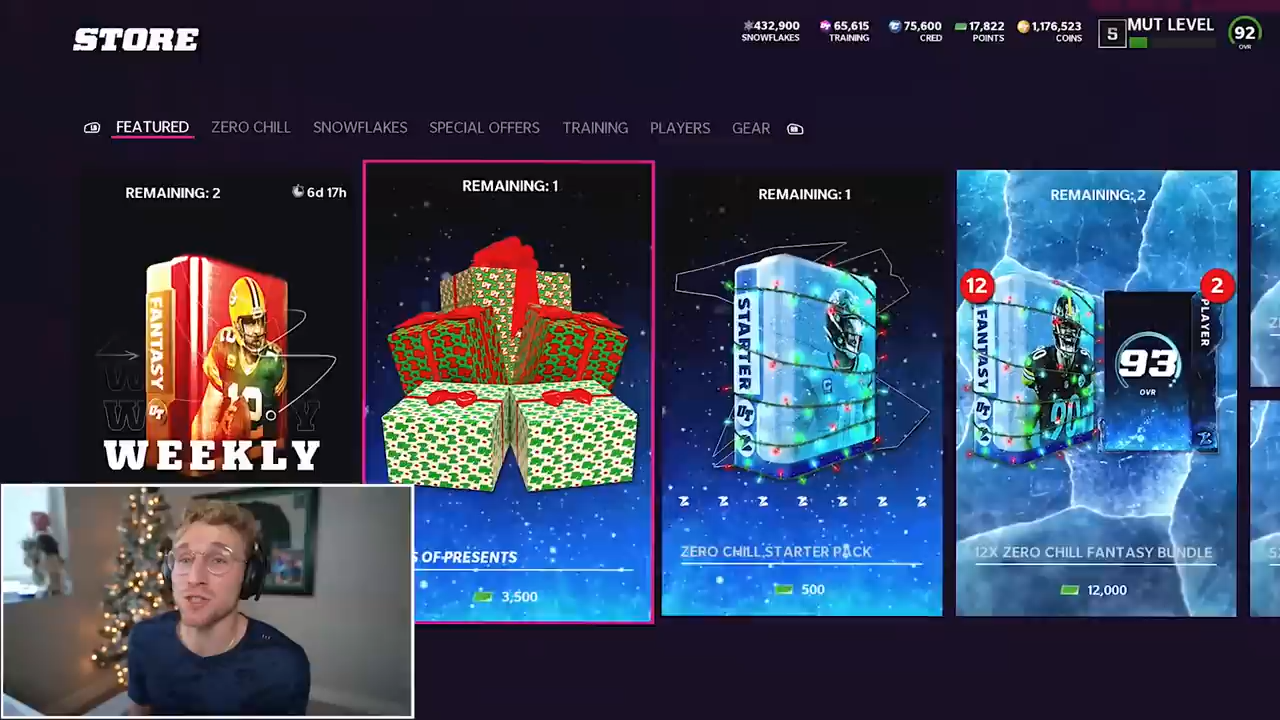 STORE
432,900
SNOWFLAKES
65,615
TRAINING
75,600
CRED
17,822
POINTS
1,176,523
COINS
5
MUT LEVEL
92
OVR
FEATURED
ZERO CHILL
SNOWFLAKES
SPECIAL OFFERS
TRAINING
PLAYERS
GEAR
REMAINING: 2
6d 17h
FANTASY
WEEKLY
REMAINING: 1
S OF PRESENTS
3,500
REMAINING: 1
STARTER
ZERO CHILL STARTER PACK
500
REMAINING: 2
12
FANTASY
2
PLAYER
93
OVR
12X ZERO CHILL FANTASY BUNDLE
12,000